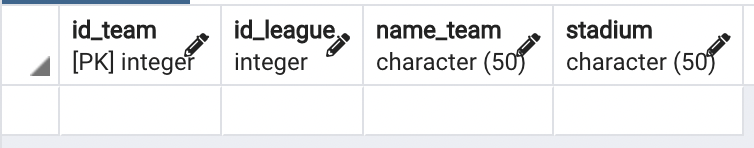 id_team id_league name_team stadium
[PK] integer integer character (50) character (50)